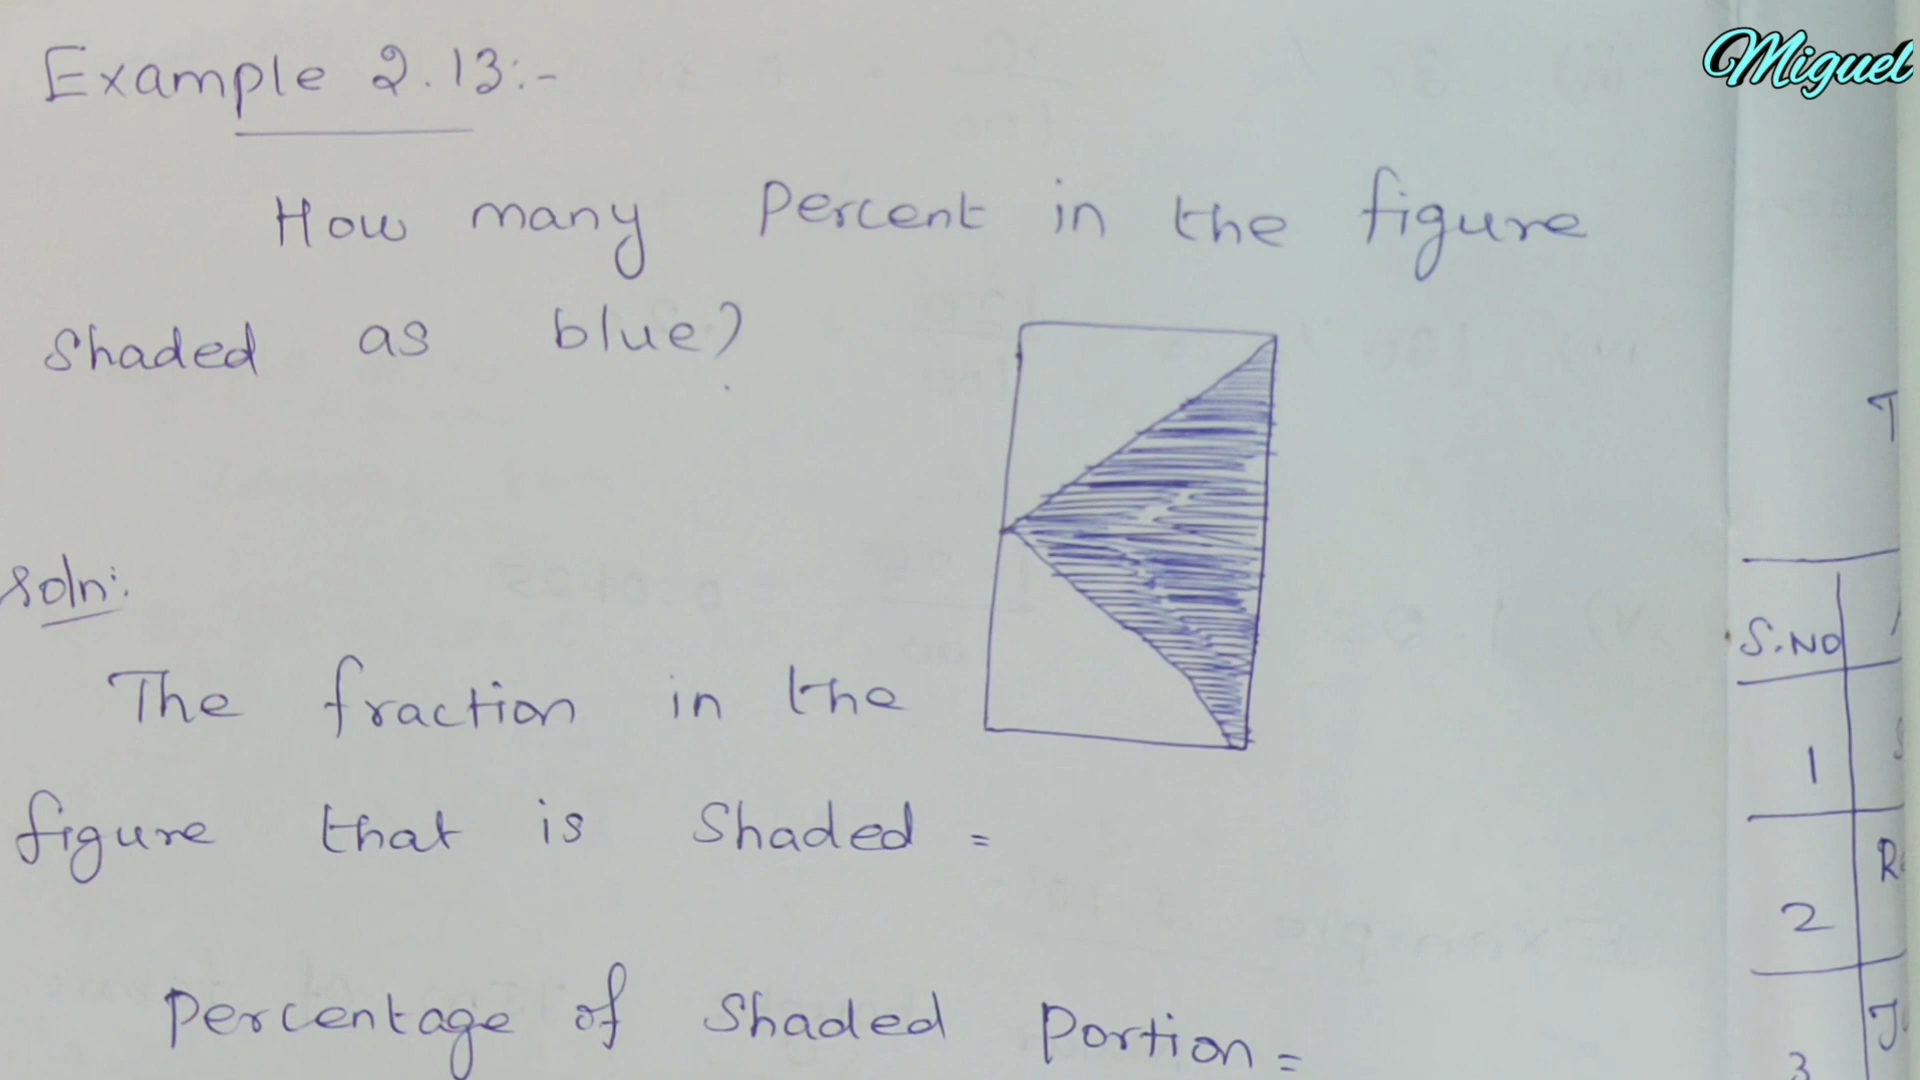 Miguel
Example 2.13:-
How many Percent in the figure
shaded as blue?
Soln:
The fraction in the
figure that is Shaded =
Percentage of Shaded Portion =
S.NO
1
2
3